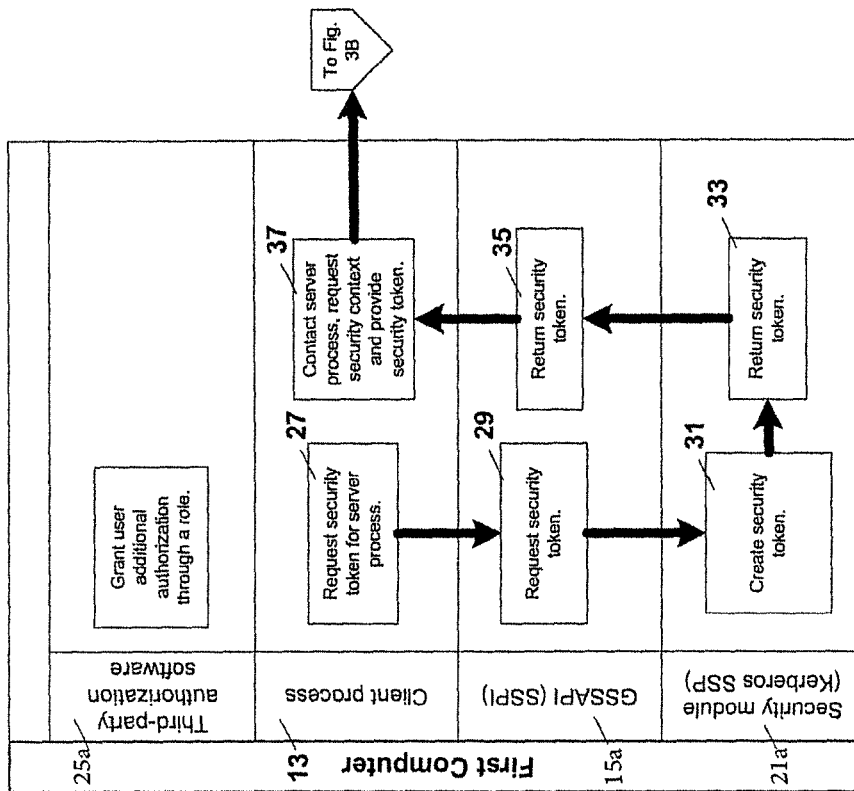 First Computer
25a
Third-party
authorization
software
Grant user
additional
authorization
through a role.
13
Client process
27
Request security
token for server
process.
37
Contact server
process, request
security context
and provide
security token.
To Fig.
3B
15a
GSSAPI (SSPI)
29
Request security
token.
35
Return security
token.
21a
Security module
(Kerberos SSP)
31
Create security
token.
33
Return security
token.